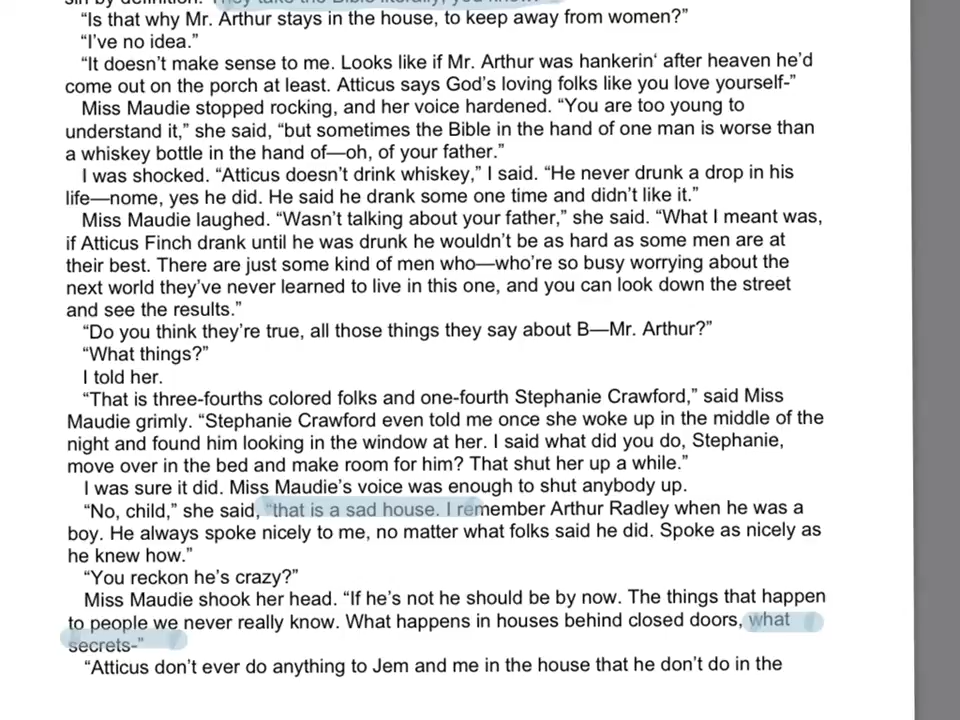 sin by definition. They take the Bible literally, you know
“Is that why Mr. Arthur stays in the house, to keep away from women?”
“I’ve no idea.”
“It doesn’t make sense to me. Looks like if Mr. Arthur was hankerin‘ after heaven he’d
come out on the porch at least. Atticus says God’s loving folks like you love yourself-”
Miss Maudie stopped rocking, and her voice hardened. “You are too young to
understand it,” she said, “but sometimes the Bible in the hand of one man is worse than
a whiskey bottle in the hand of—oh, of your father.”
I was shocked. “Atticus doesn’t drink whiskey,” I said. “He never drunk a drop in his
life—nome, yes he did. He said he drank some one time and didn’t like it.”
Miss Maudie laughed. “Wasn’t talking about your father,” she said. “What I meant was,
if Atticus Finch drank until he was drunk he wouldn’t be as hard as some men are at
their best. There are just some kind of men who—who’re so busy worrying about the
next world they’ve never learned to live in this one, and you can look down the street
and see the results.”
“Do you think they’re true, all those things they say about B—Mr. Arthur?”
“What things?”
I told her.
“That is three-fourths colored folks and one-fourth Stephanie Crawford,” said Miss
Maudie grimly. “Stephanie Crawford even told me once she woke up in the middle of the
night and found him looking in the window at her. I said what did you do, Stephanie,
move over in the bed and make room for him? That shut her up a while.”
I was sure it did. Miss Maudie’s voice was enough to shut anybody up.
“No, child,” she said, “that is a sad house. I remember Arthur Radley when he was a
boy. He always spoke nicely to me, no matter what folks said he did. Spoke as nicely as
he knew how.”
“You reckon he’s crazy?”
Miss Maudie shook her head. “If he’s not he should be by now. The things that happen
to people we never really know. What happens in houses behind closed doors, what
secrets-”
“Atticus don’t ever do anything to Jem and me in the house that he don’t do in the